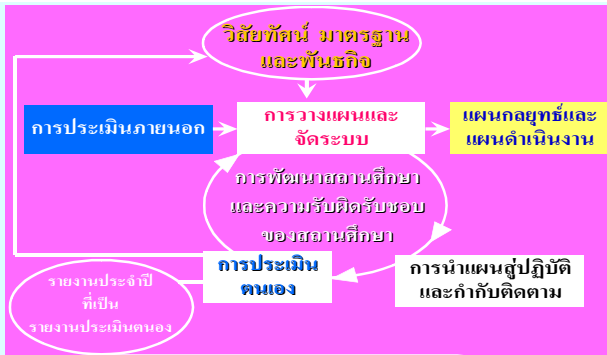 วิสัยทัศน์ มาตรฐาน
และพันธกิจ
การประเมินภายนอก
การวางแผนและ
จัดระบบ
แผนกลยุทธ์และ
แผนดำเนินงาน
การพัฒนาสถานศึกษา
และความรับผิดรับชอบ
ของสถานศึกษา
การประเมิน
ตนเอง
การนำแผนสู่ปฏิบัติ
และกำกับติดตาม
รายงานประจำปี
ที่เป็น
รายงานประเมินตนอง